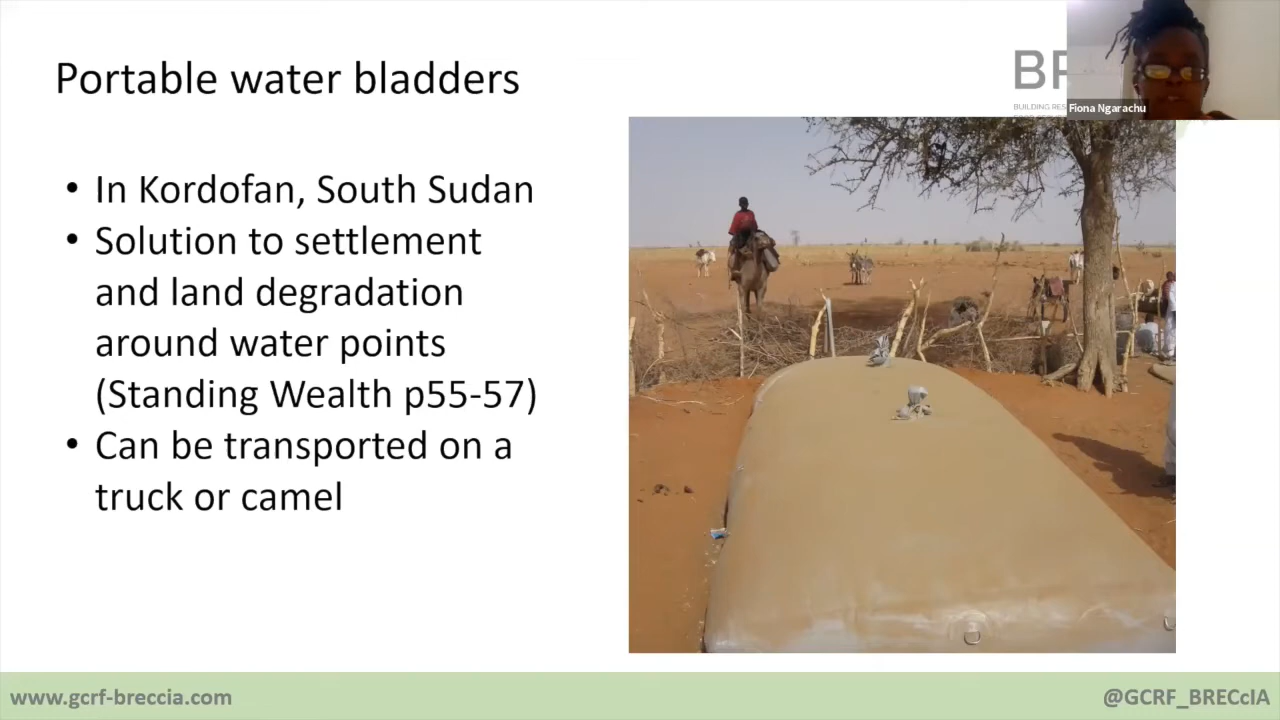 Portable water bladders
BR
BUILDING RES
Fiona Ngarachu
• In Kordofan, South Sudan
• Solution to settlement
and land degradation
around water points
(Standing Wealth p55-57)
• Can be transported on a
truck or camel
www.gcrf-breccia.com
@GCRF_BRECcIA